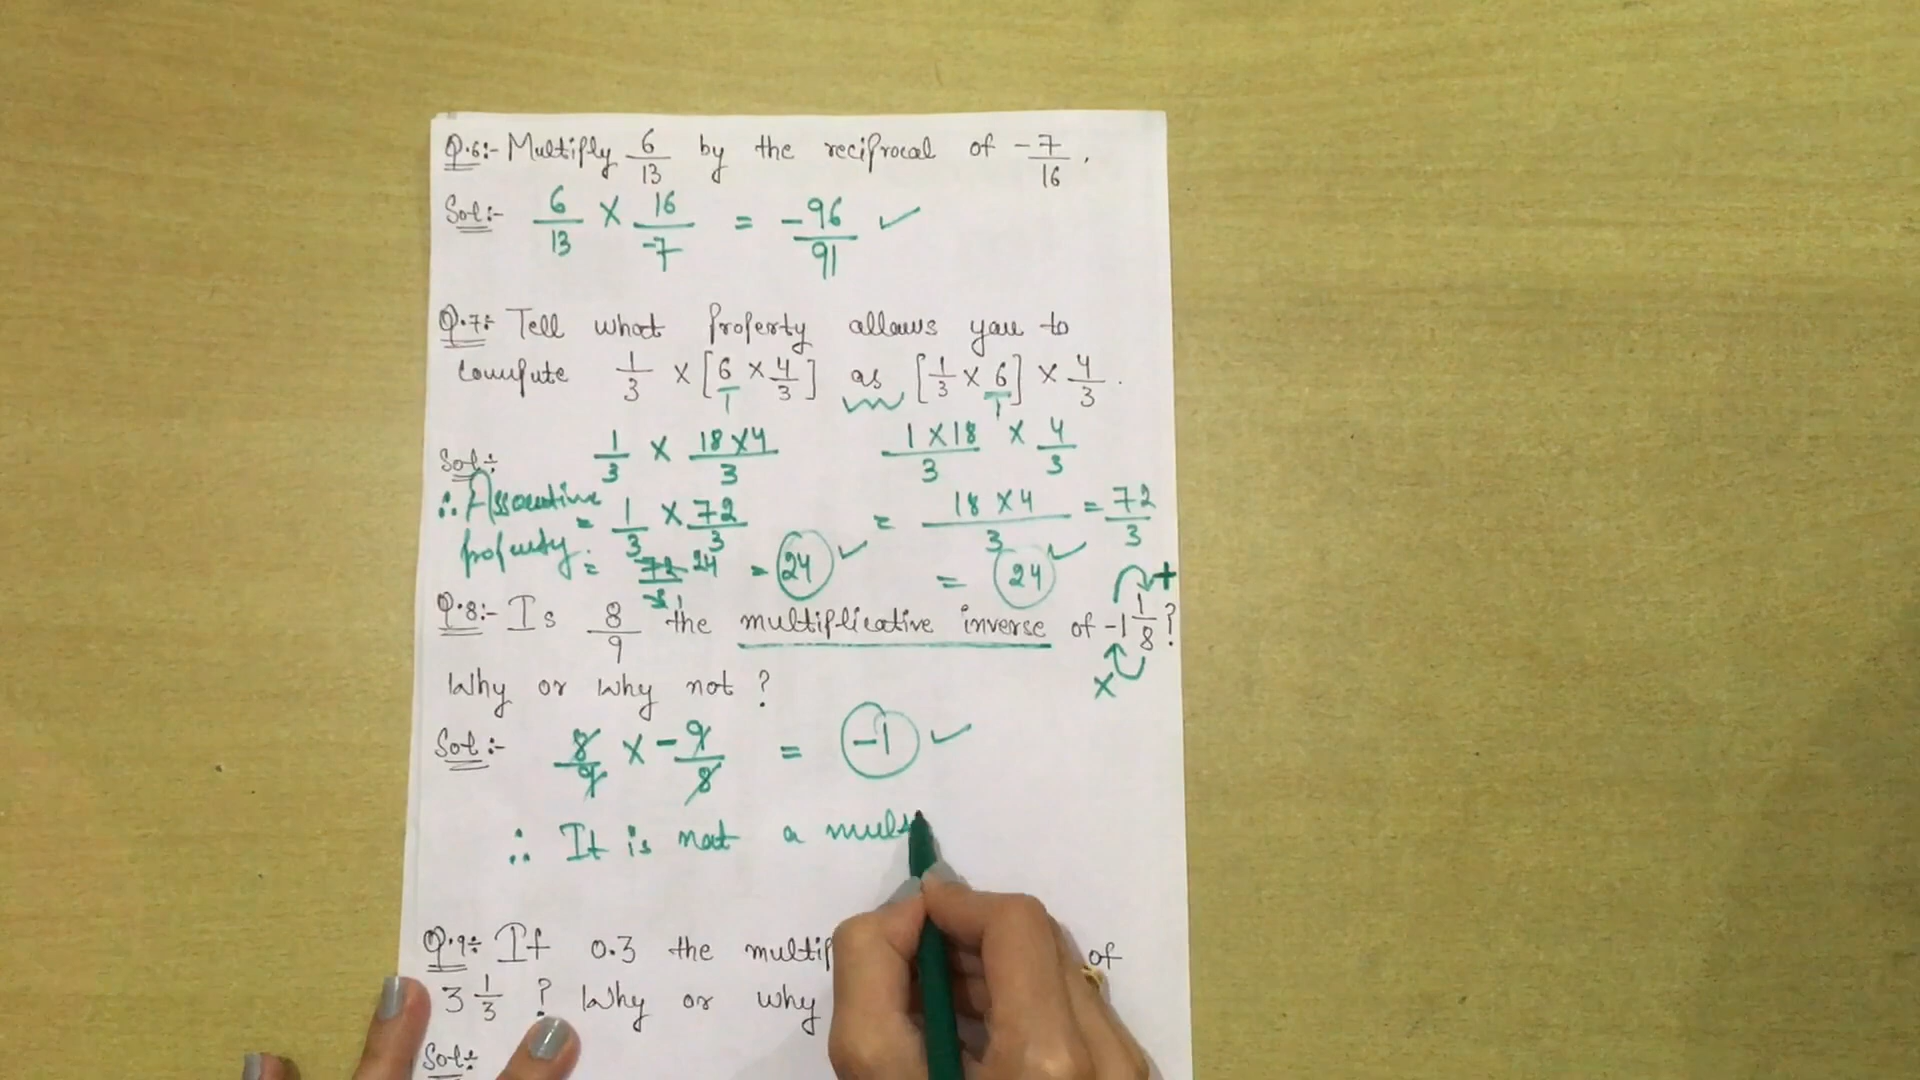 Q.6:- Multiply 6/13 by the reciprocal of -7/16.
Sol:- 6/13 × 16/-7 = -96/91 ✓
Q.7:- Tell what property allows you to
compute 1/3 × [6 × 4/3] as [1/3 × 6] × 4/3.
Sol:- 1/3 × 18×4/3   1×18/3 × 4/3
∴ Associative = 1/3 × 72/3   = 18×4/3 = 72/3
property. = 72/3 24/1 = 24 ✓   = 24 ✓
Q.8:- Is 8/9 the multiplicative inverse of -1 1/8?
Why or why not?
Sol:- 8/9 × -9/8 = -1 ✓
∴ It is not a mult
Q.9:- If 0.3 the multip of
3 1/3? Why or why
Sol:-